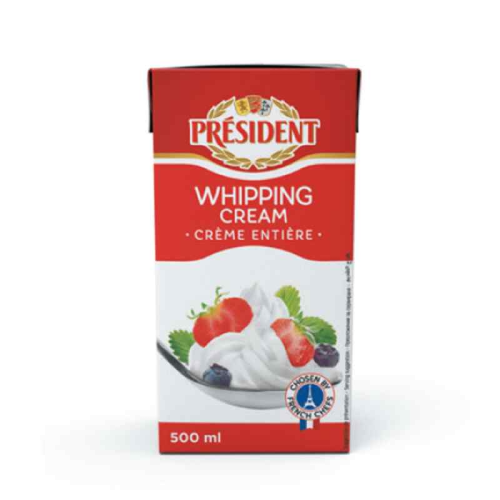 PRÉSIDENT
WHIPPING
CREAM
• CRÈME ENTIÈRE •
CHOSEN BY
FRENCH CHEFS
500 ml